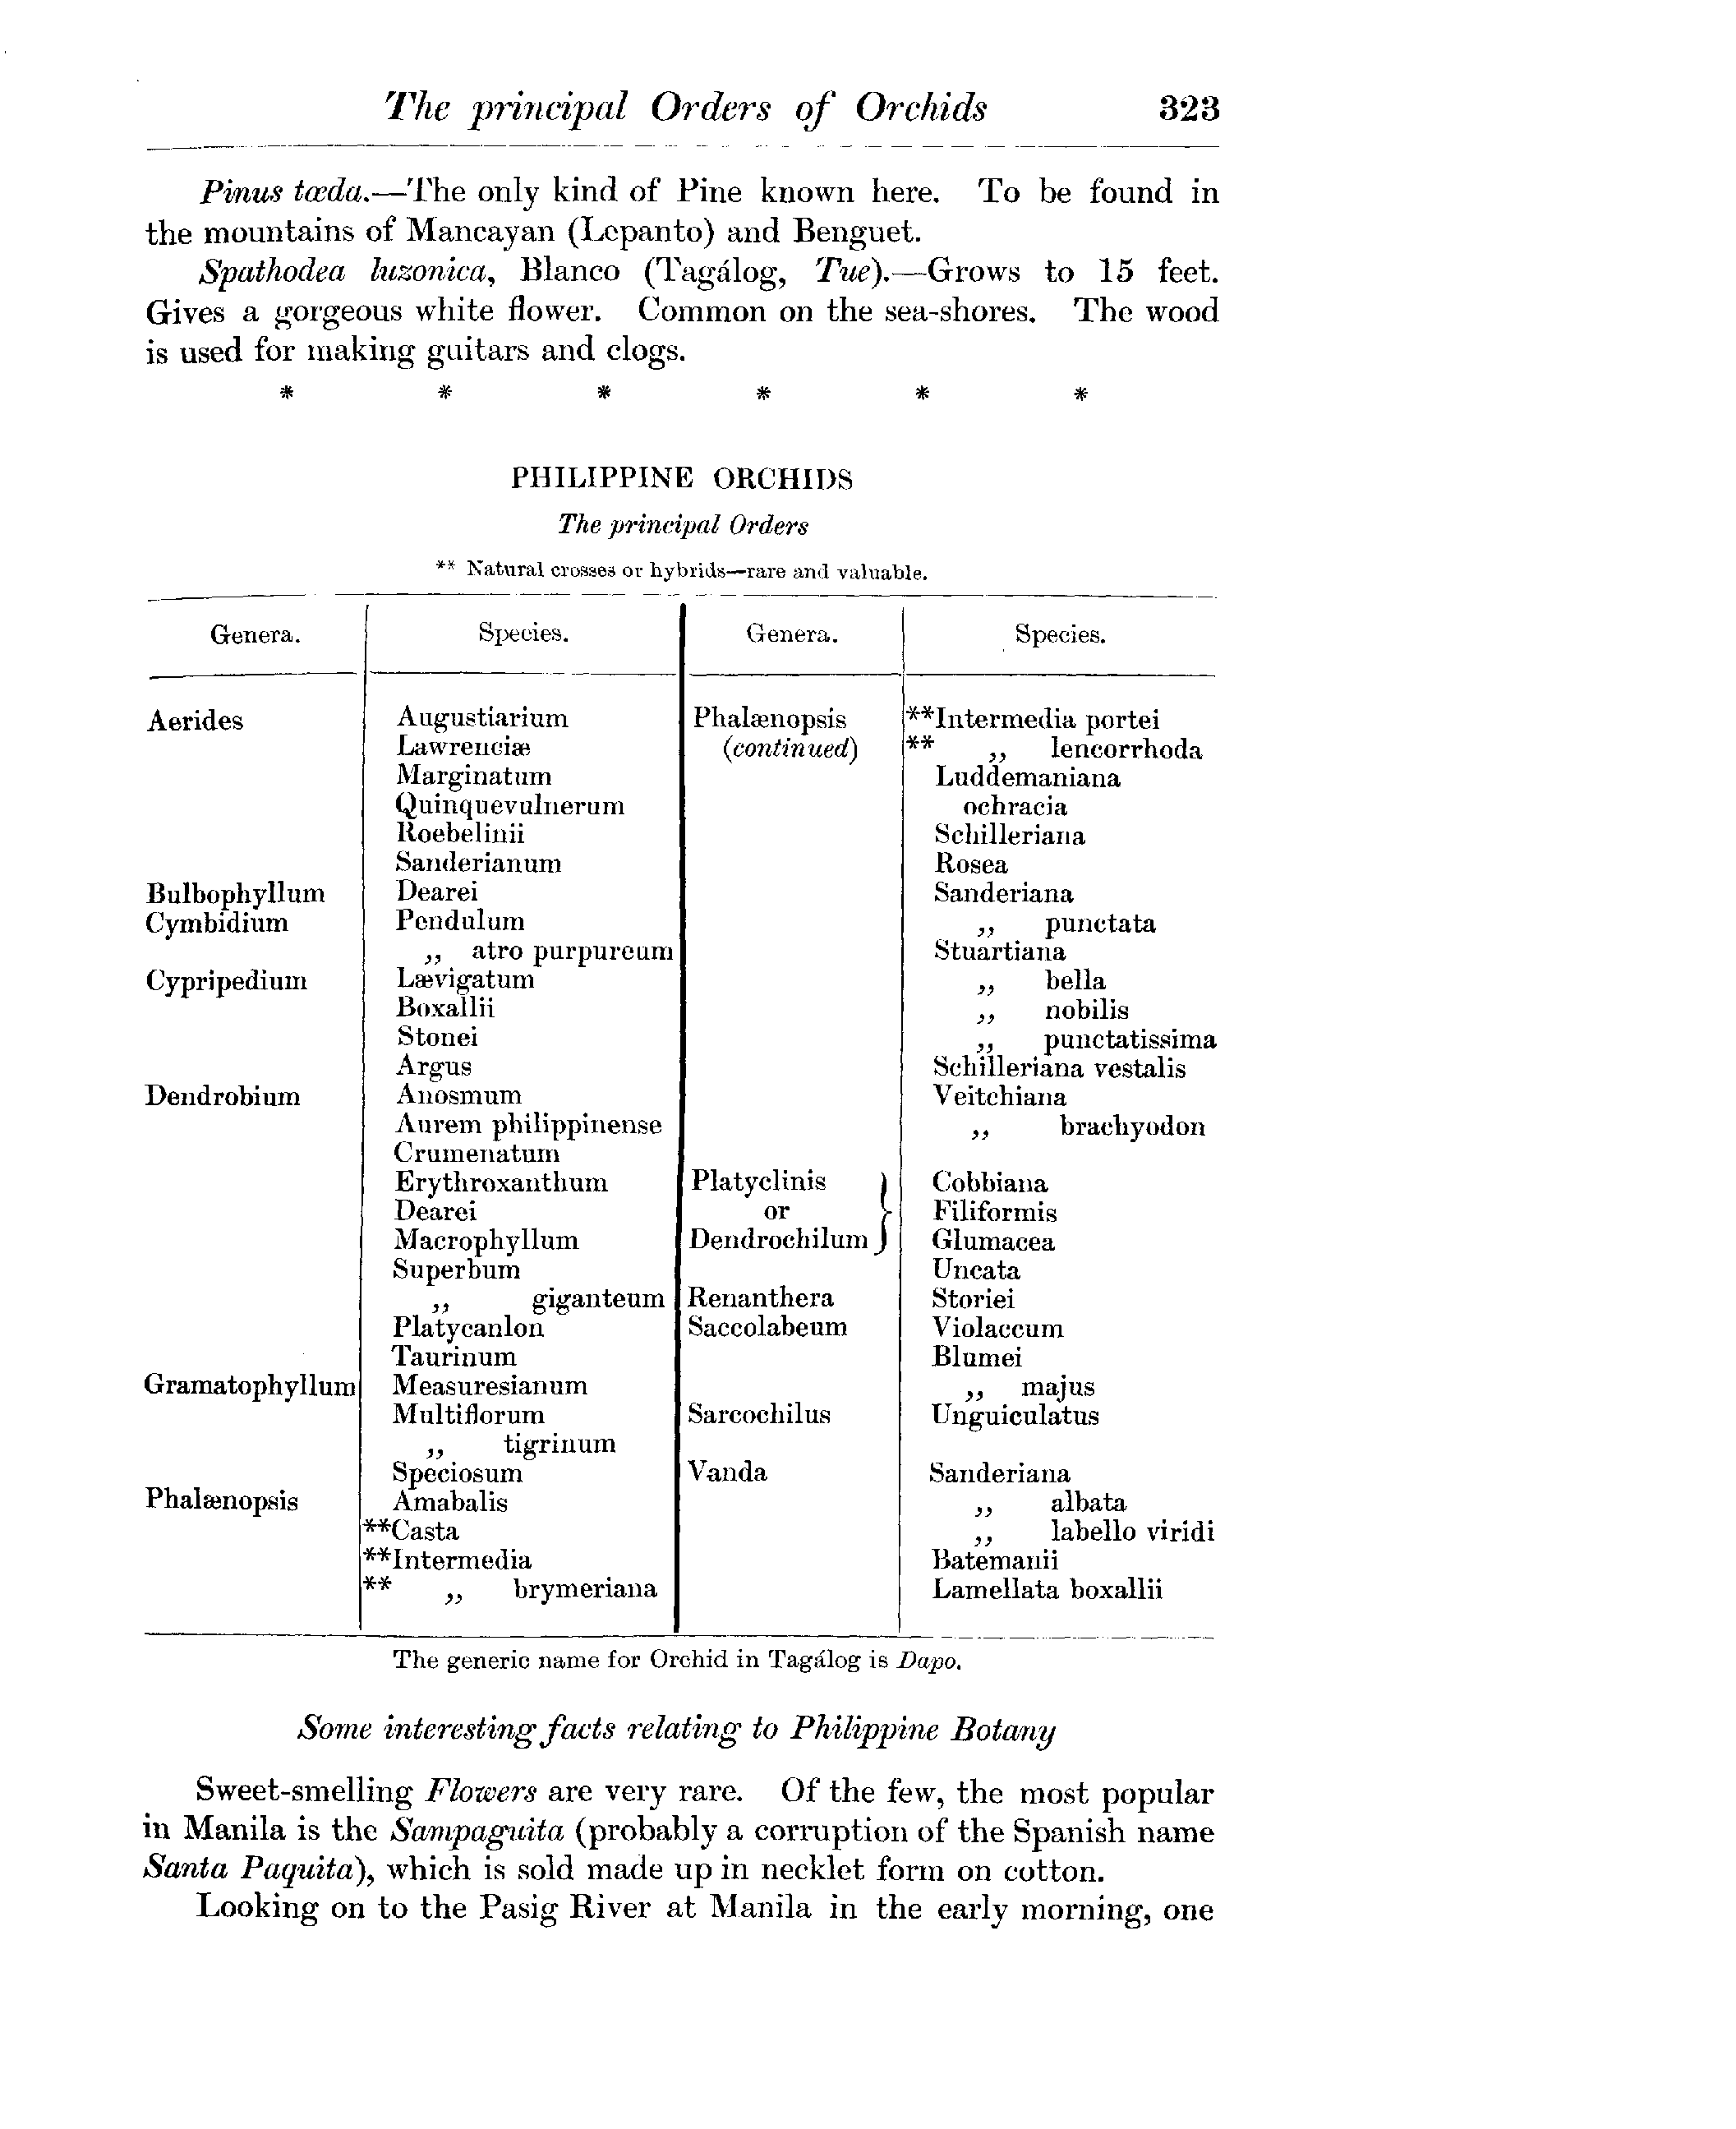 The principal Orders of Orchids 323
Pinus tæda.—The only kind of Pine known here. To be found in
the mountains of Mancayan (Lepanto) and Benguet.
Spathodea luzonica, Blanco (Tagálog, Tue).—Grows to 15 feet.
Gives a gorgeous white flower. Common on the sea-shores. The wood
is used for making guitars and clogs.
* * * * * *
PHILIPPINE ORCHIDS
The principal Orders
** Natural crosses or hybrids—rare and valuable.
Genera. Species. Genera. Species.
Aerides Augustiarium Phalænopsis **Intermedia portei
Lawrenciæ (continued) ** ,, lencorrhoda
Marginatum Luddemaniana
Quinquevulnerum ochracia
Roebelinii Schilleriana
Sanderianum Rosea
Bulbophyllum Dearei Sanderiana
Cymbidium Pendulum ,, punctata
,, atro purpureum Stuartiana
Cypripedium Lævigatum ,, bella
Boxallii ,, nobilis
Stonei ,, punctatissima
Argus Schilleriana vestalis
Dendrobium Anosmum Veitchiana
Aurem philippinense ,, brachyodon
Crumenatum
Erythroxanthum Platyclinis } Cobbiana
Dearei or Filiformis
Macrophyllum Dendrochilum Glumacea
Superbum Uncata
,, giganteum Renanthera Storiei
Platycanlon Saccolabeum Violaceum
Taurinum Blumei
Gramatophyllum Measuresianum ,, majus
Multiflorum Sarcochilus Unguiculatus
,, tigrinum
Speciosum Vanda Sanderiana
Phalænopsis Amabalis ,, albata
**Casta ,, labello viridi
**Intermedia Batemanii
** ,, brymeriana Lamellata boxallii
The generic name for Orchid in Tagálog is Dapo.
Some interesting facts relating to Philippine Botany
Sweet-smelling Flowers are very rare. Of the few, the most popular
in Manila is the Sampaguita (probably a corruption of the Spanish name
Santa Paquita), which is sold made up in necklet form on cotton.
Looking on to the Pasig River at Manila in the early morning, one